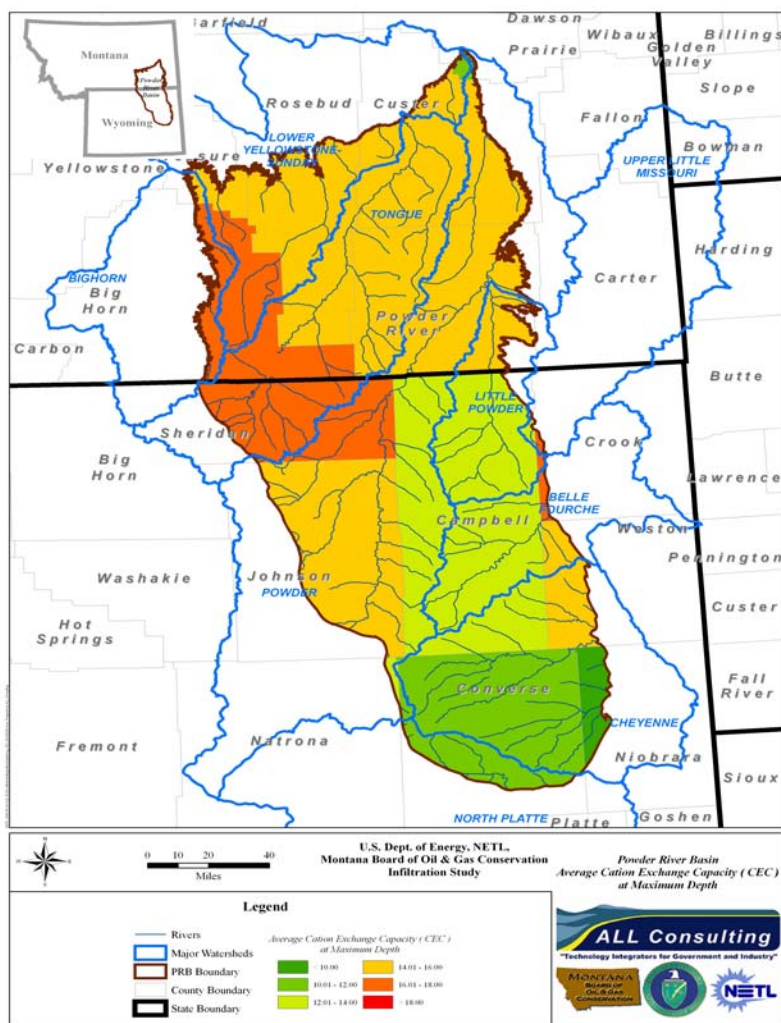 Garfield
Dawson
Prairie
Wibaux
Billings
Golden
Valley
Slope
Montana
Powder
River
Basin
Wyoming
Rosebud
Custer
Fallon
Bowman
LOWER
YELLOWSTONE-
SUNDAY
Yellowstone
UPPER LITTLE
MISSOURI
TONGUE
Harding
BIGHORN
Big
Horn
Carter
Powder
River
Carbon
Butte
LITTLE
POWDER
Sheridan
Crook
Big
Horn
Lawrence
BELLE
FOURCHE
Campbell
Weston
Pennington
Washakie
Johnson
POWDER
Custer
Hot
Springs
Fall
River
Converse
CHEYENNE
Natrona
Fremont
Niobrara
Sioux
NORTH PLATTE
Platte
Goshen
0 10 20 40
Miles
U.S. Dept. of Energy, NETL,
Montana Board of Oil & Gas Conservation
Infiltration Study
Powder River Basin
Average Cation Exchange Capacity ( CEC )
at Maximum Depth
Legend
Rivers
Major Watersheds
PRB Boundary
County Boundary
State Boundary
Average Cation Exchange Capacity ( CEC )
at Maximum Depth
< 10.00
10.01 - 12.00
12.01 - 14.00
14.01 - 16.00
16.01 - 18.00
> 18.00
ALL Consulting
"Technology Integrators for Government and Industry"
MONTANA
BOARD OF
OIL & GAS
CONSERVATION
NETL